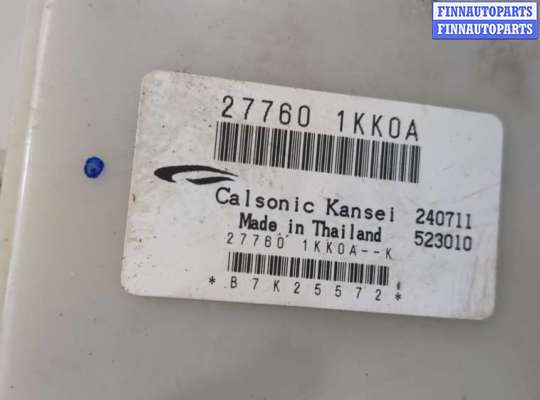 FINNAUTOPARTS
FINNAUTOPARTS
27760 1KK0A
Calsonic Kansei 240711
Made in Thailand 523010
27760 1KK0A--K
*B7K25572*